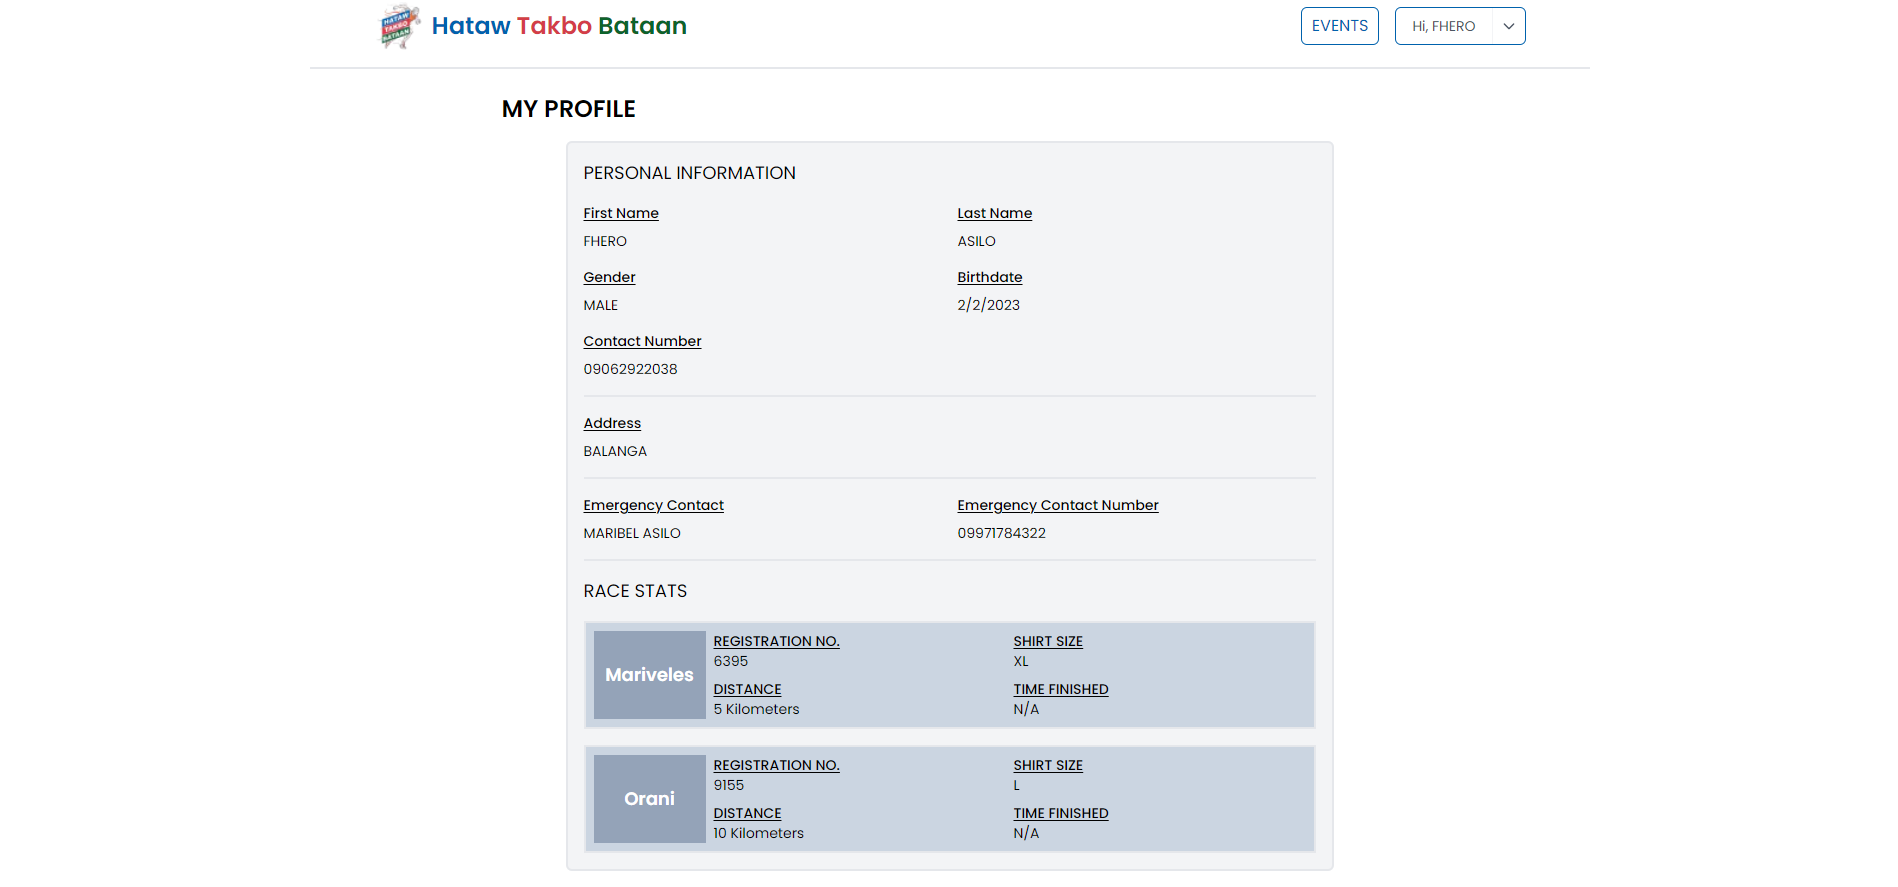 HATAW
TAKBO
BATAAN
Hataw Takbo Bataan
EVENTS
Hi, FHERO
MY PROFILE
PERSONAL INFORMATION
First Name
Last Name
FHERO
ASILO
Gender
Birthdate
MALE
2/2/2023
Contact Number
09062922038
Address
BALANGA
Emergency Contact
Emergency Contact Number
MARIBEL ASILO
09971784322
RACE STATS
Mariveles
REGISTRATION NO.
SHIRT SIZE
6395
XL
DISTANCE
TIME FINISHED
5 Kilometers
N/A
Orani
REGISTRATION NO.
SHIRT SIZE
9155
L
DISTANCE
TIME FINISHED
10 Kilometers
N/A